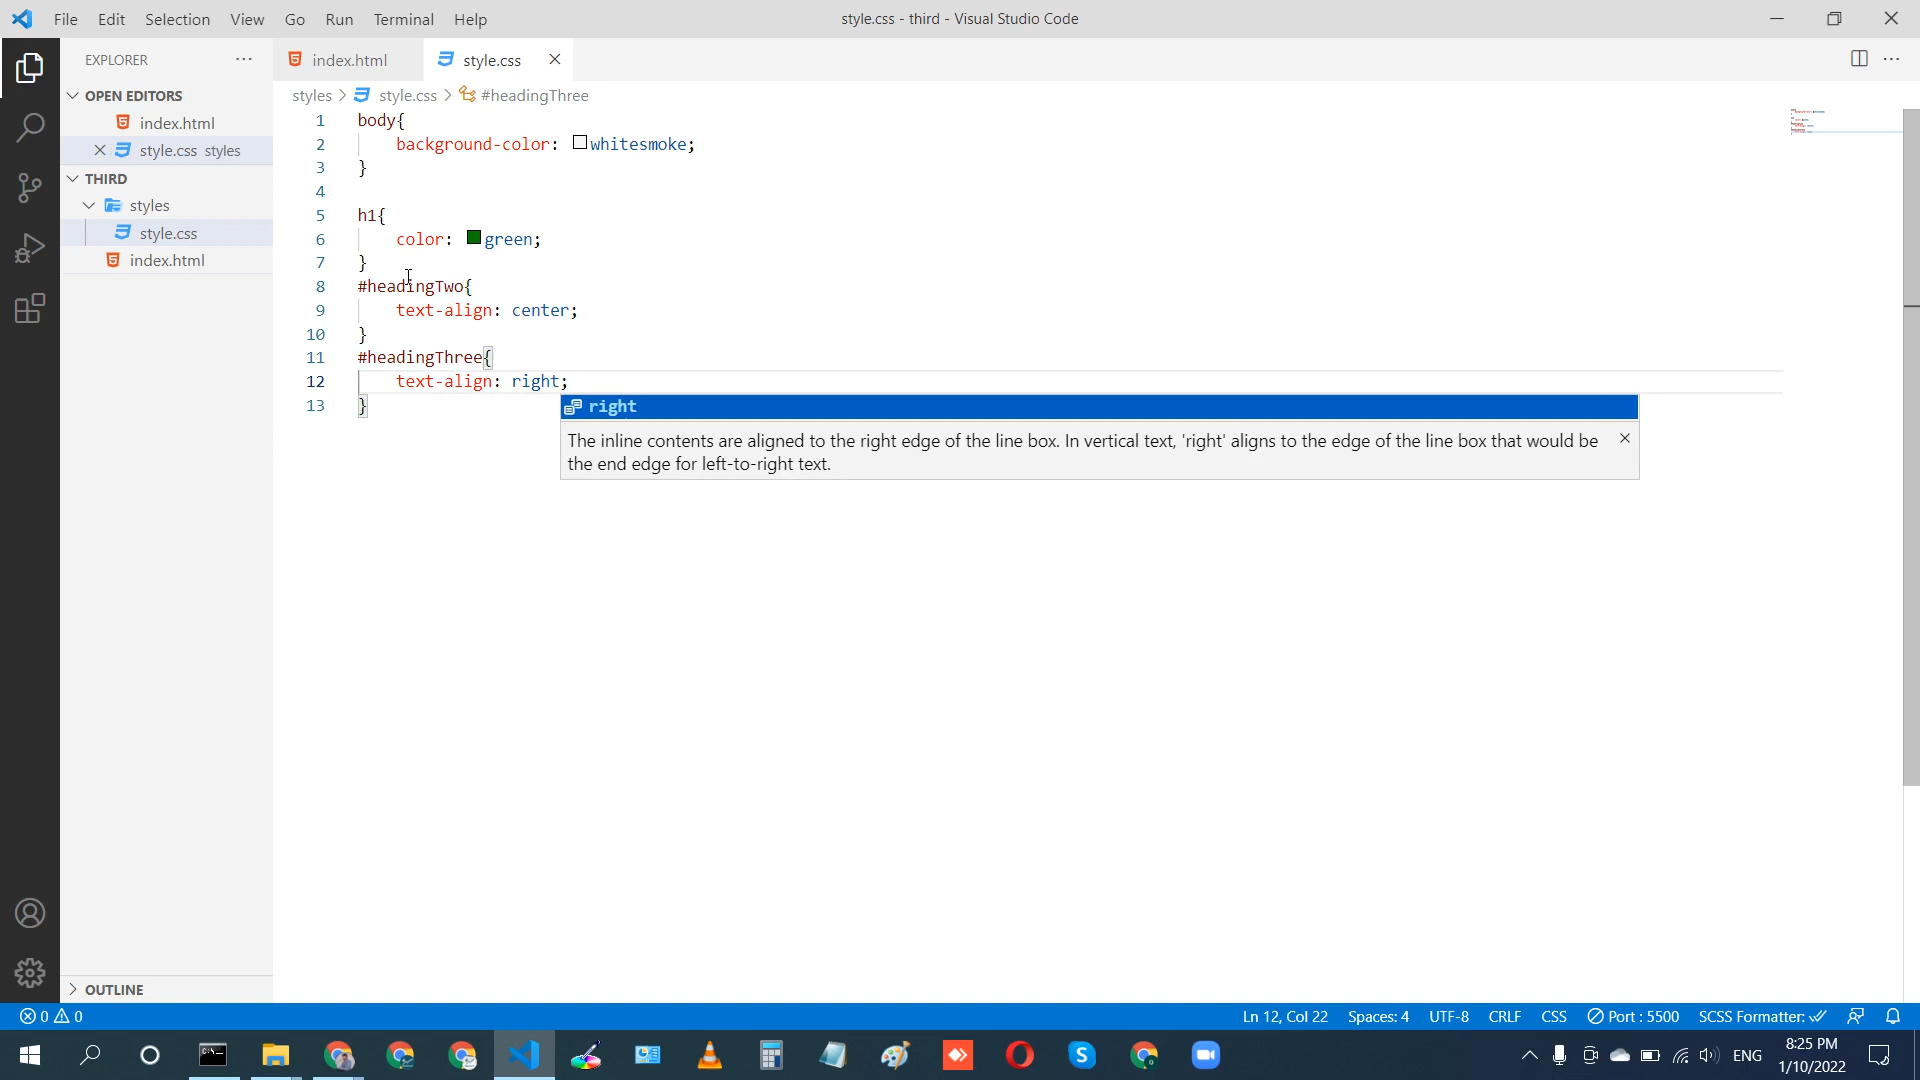 File Edit Selection View Go Run Terminal Help
style.css - third - Visual Studio Code
EXPLORER
index.html
style.css
OPEN EDITORS
index.html
style.css styles
THIRD
styles
style.css
index.html
OUTLINE
styles > style.css > #headingThree
1 body{
2 background-color: whitesmoke;
3 }
4
5 h1{
6 color: green;
7 }
8 #headingTwo{
9 text-align: center;
10 }
11 #headingThree{
12 text-align: right;
13 }
right
The inline contents are aligned to the right edge of the line box. In vertical text, 'right' aligns to the edge of the line box that would be
the end edge for left-to-right text.
0 0
Ln 12, Col 22 Spaces: 4 UTF-8 CRLF CSS Port : 5500 SCSS Formatter:
ENG
8:25 PM
1/10/2022